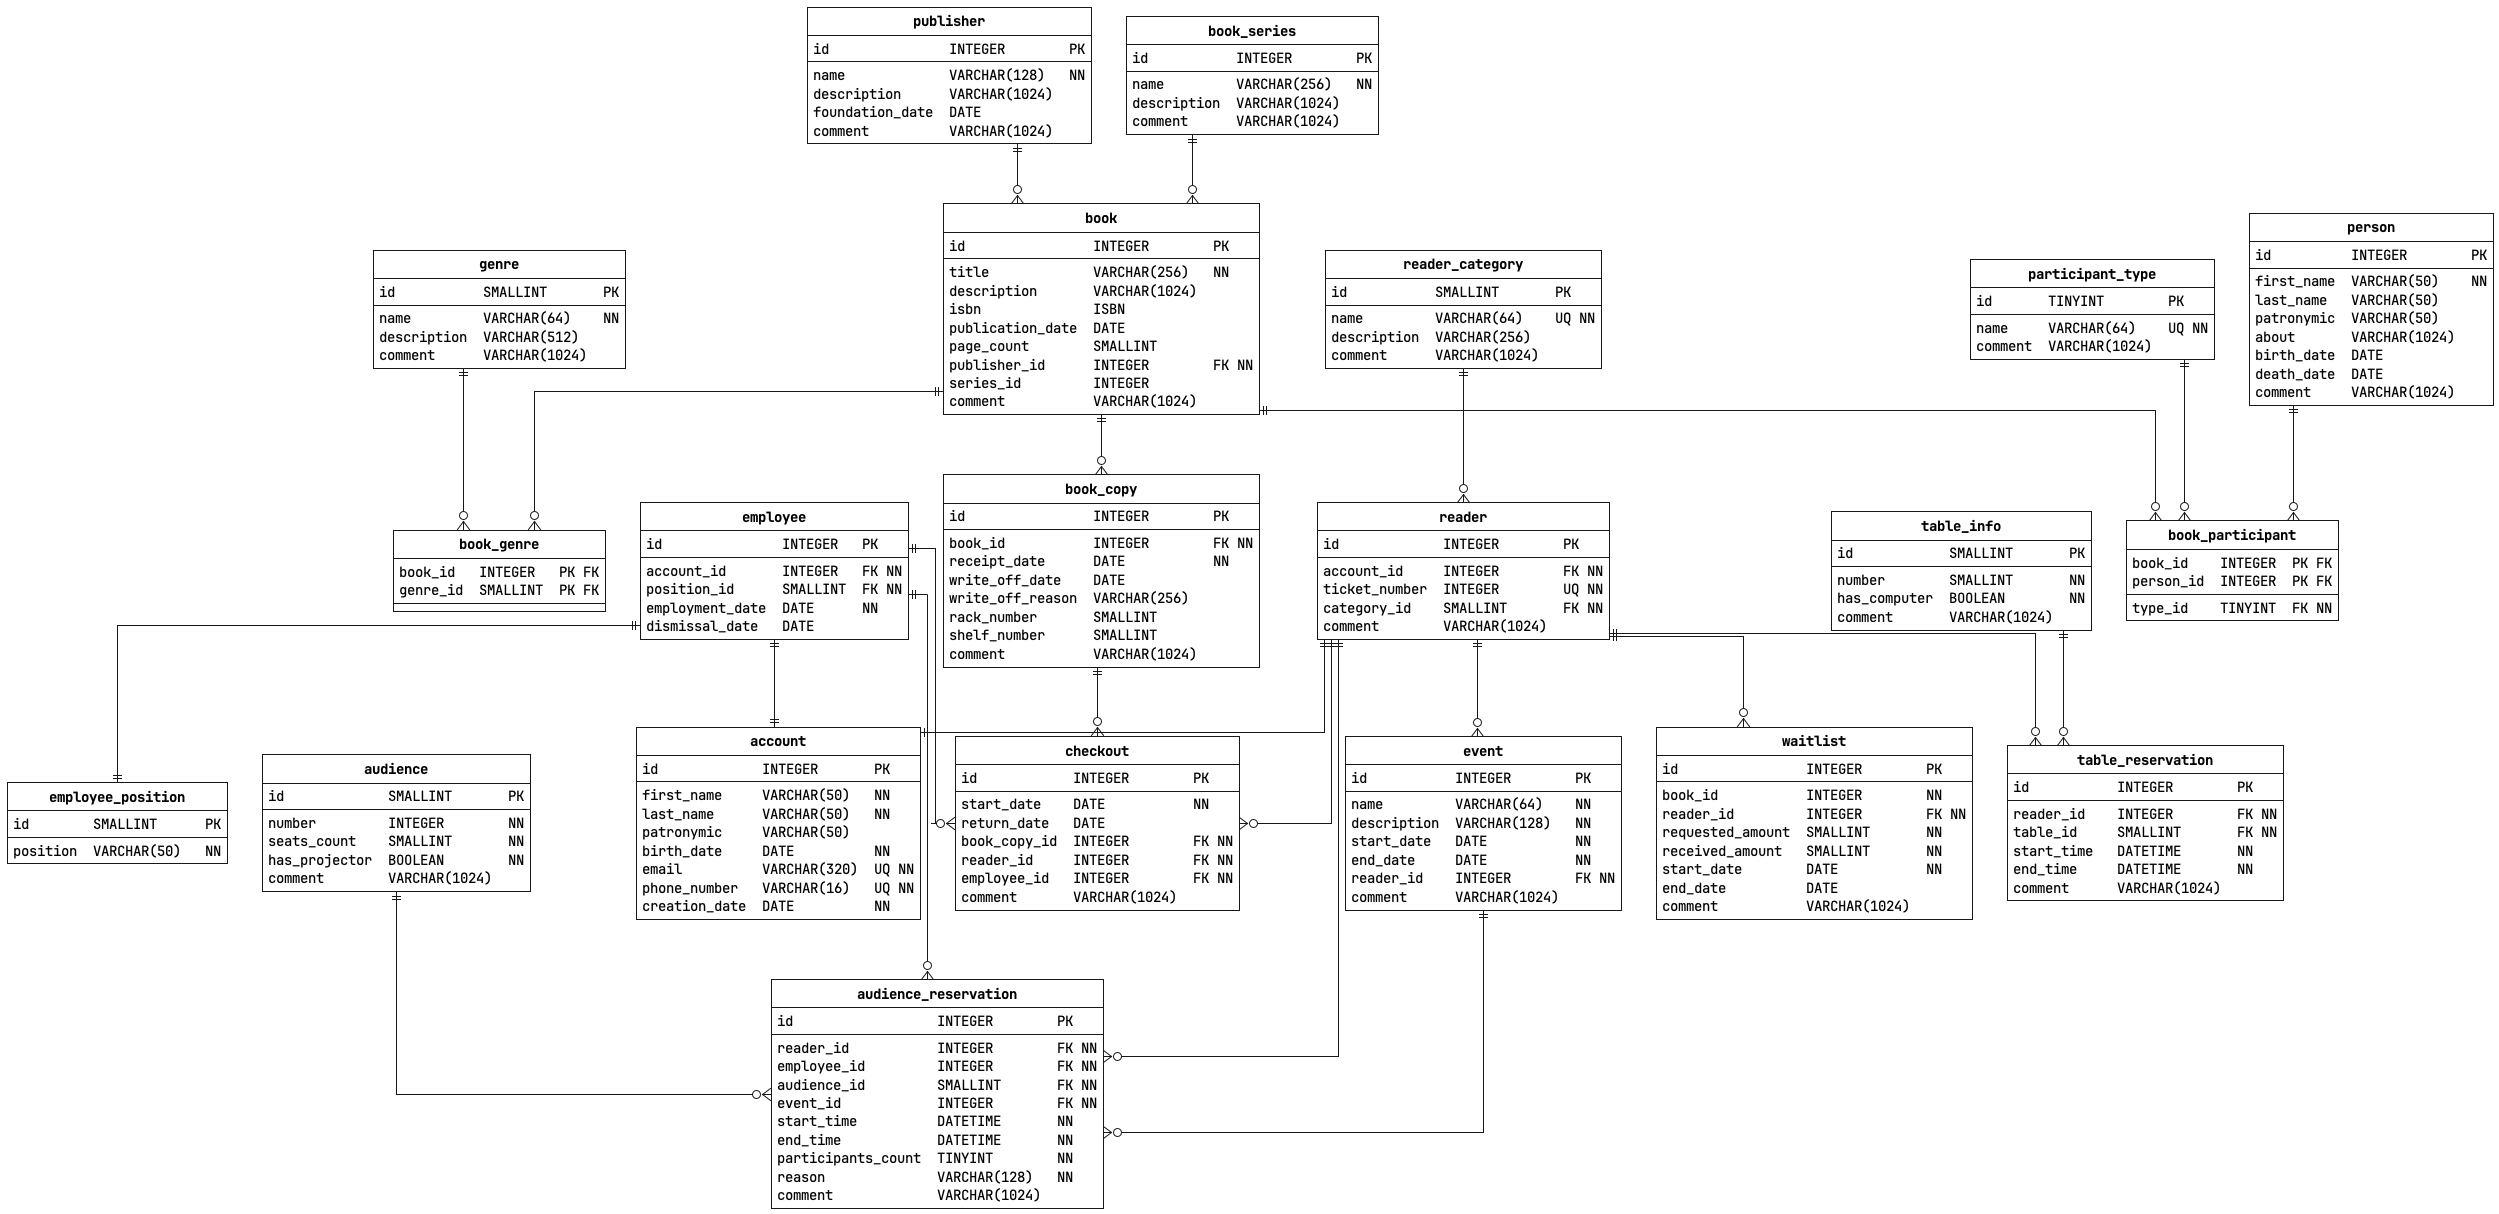 publisher
id INTEGER PK
name VARCHAR(128) NN
description VARCHAR(1024)
foundation_date DATE
comment VARCHAR(1024)
book_series
id INTEGER PK
name VARCHAR(256) NN
description VARCHAR(1024)
comment VARCHAR(1024)
book
id INTEGER PK
title VARCHAR(256) NN
description VARCHAR(1024)
isbn ISBN
publication_date DATE
page_count SMALLINT
publisher_id INTEGER FK NN
series_id INTEGER
comment VARCHAR(1024)
genre
id SMALLINT PK
name VARCHAR(64) NN
description VARCHAR(512)
comment VARCHAR(1024)
reader_category
id SMALLINT PK
name VARCHAR(64) UQ NN
description VARCHAR(256)
comment VARCHAR(1024)
participant_type
id TINYINT PK
name VARCHAR(64) UQ NN
comment VARCHAR(1024)
person
id INTEGER PK
first_name VARCHAR(50) NN
last_name VARCHAR(50)
patronymic VARCHAR(50)
about VARCHAR(1024)
birth_date DATE
death_date DATE
comment VARCHAR(1024)
book_genre
book_id INTEGER PK FK
genre_id SMALLINT PK FK
employee
id INTEGER PK
account_id INTEGER FK NN
position_id SMALLINT FK NN
employment_date DATE NN
dismissal_date DATE
book_copy
id INTEGER PK
book_id INTEGER FK NN
receipt_date DATE NN
write_off_date DATE
write_off_reason VARCHAR(256)
rack_number SMALLINT
shelf_number SMALLINT
comment VARCHAR(1024)
reader
id INTEGER PK
account_id INTEGER FK NN
ticket_number INTEGER UQ NN
category_id SMALLINT FK NN
comment VARCHAR(1024)
table_info
id SMALLINT PK
number SMALLINT NN
has_computer BOOLEAN NN
comment VARCHAR(1024)
book_participant
book_id INTEGER PK FK
person_id INTEGER PK FK
type_id TINYINT FK NN
employee_position
id SMALLINT PK
position VARCHAR(50) NN
audience
id SMALLINT PK
number INTEGER NN
seats_count SMALLINT NN
has_projector BOOLEAN NN
comment VARCHAR(1024)
account
id INTEGER PK
first_name VARCHAR(50) NN
last_name VARCHAR(50) NN
patronymic VARCHAR(50)
birth_date DATE NN
email VARCHAR(320) UQ NN
phone_number VARCHAR(16) UQ NN
creation_date DATE NN
checkout
id INTEGER PK
start_date DATE NN
return_date DATE
book_copy_id INTEGER FK NN
reader_id INTEGER FK NN
employee_id INTEGER FK NN
comment VARCHAR(1024)
event
id INTEGER PK
name VARCHAR(64) NN
description VARCHAR(128) NN
start_date DATE NN
end_date DATE NN
reader_id INTEGER FK NN
comment VARCHAR(1024)
waitlist
id INTEGER PK
book_id INTEGER NN
reader_id INTEGER FK NN
requested_amount SMALLINT NN
received_amount SMALLINT NN
start_date DATE NN
end_date DATE
comment VARCHAR(1024)
table_reservation
id INTEGER PK
reader_id INTEGER FK NN
table_id SMALLINT FK NN
start_time DATETIME NN
end_time DATETIME NN
comment VARCHAR(1024)
audience_reservation
id INTEGER PK
reader_id INTEGER FK NN
employee_id INTEGER FK NN
audience_id SMALLINT FK NN
event_id INTEGER FK NN
start_time DATETIME NN
end_time DATETIME NN
participants_count TINYINT NN
reason VARCHAR(128) NN
comment VARCHAR(1024)